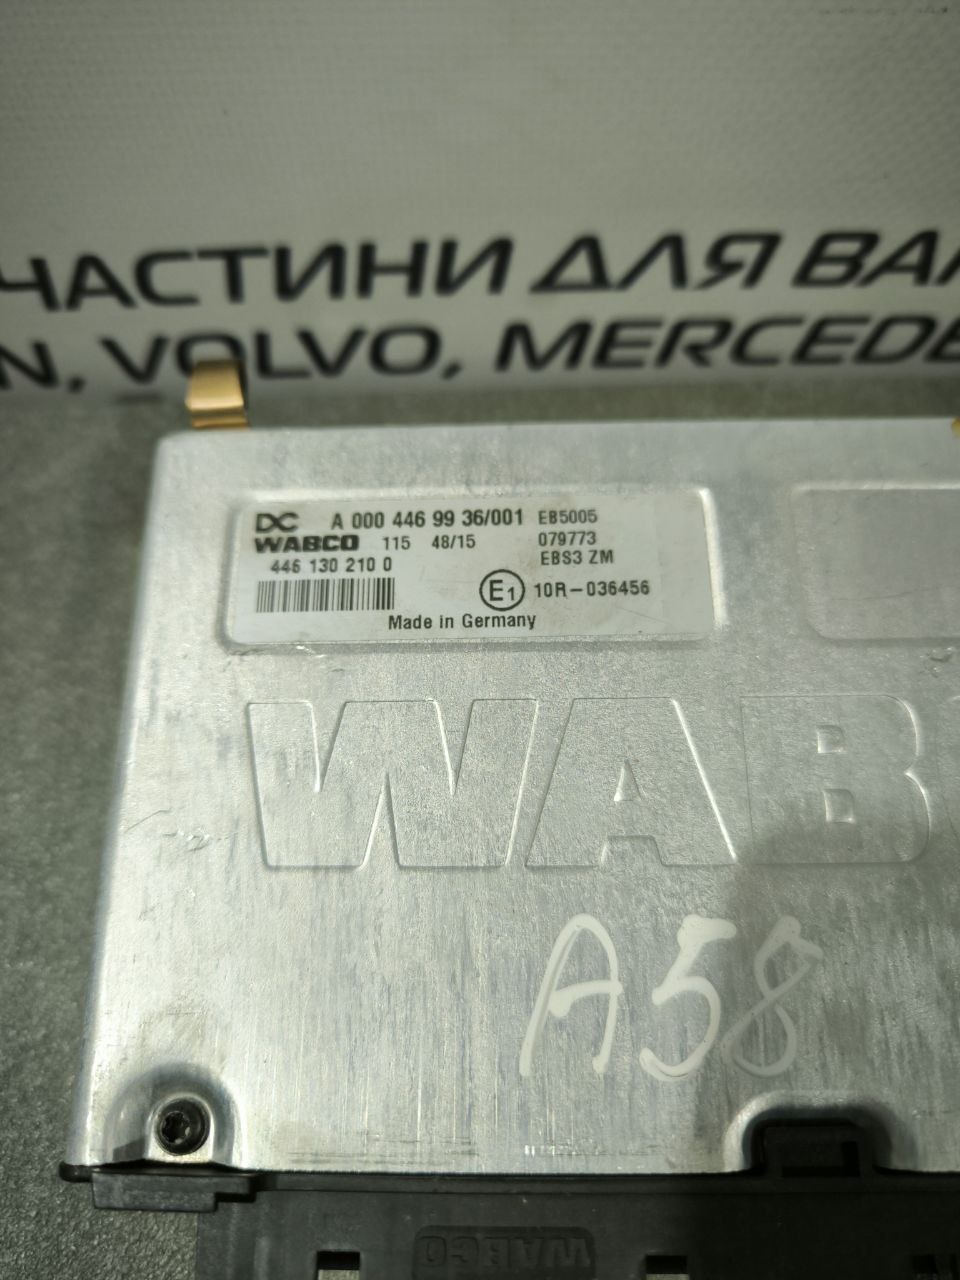 ЧАСТИНИ ДЛЯ ВАН
N, VOLVO, MERCEDE
DC A 000 446 99 36/001 EB5005
WABCO 115 48/15 079773
446 130 210 0 EBS3 ZM
E1 10R-036456
Made in Germany
WAB
A58
WABCO